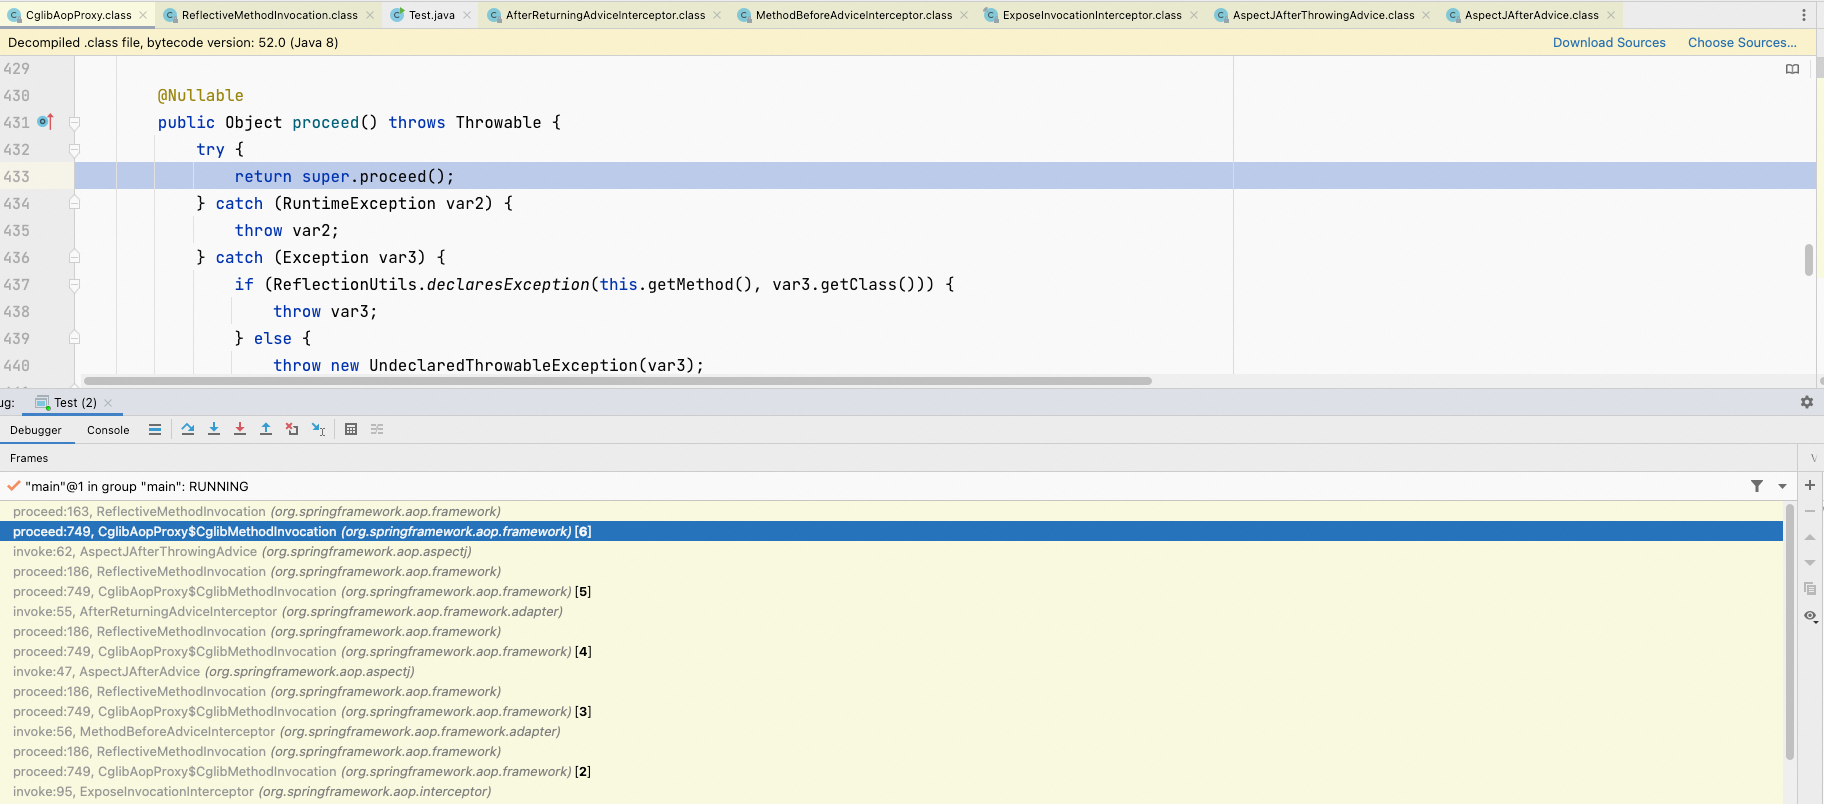 CglibAopProxy.class ReflectiveMethodInvocation.class Test.java AfterReturningAdviceInterceptor.class MethodBeforeAdviceInterceptor.class ExposeInvocationInterceptor.class AspectJAfterThrowingAdvice.class AspectJAfterAdvice.class
Decompiled .class file, bytecode version: 52.0 (Java 8) Download Sources Choose Sources...
429
430 @Nullable
431 public Object proceed() throws Throwable {
432 try {
433 return super.proceed();
434 } catch (RuntimeException var2) {
435 throw var2;
436 } catch (Exception var3) {
437 if (ReflectionUtils.declaresException(this.getMethod(), var3.getClass())) {
438 throw var3;
439 } else {
440 throw new UndeclaredThrowableException(var3);
ug: Test (2)
Debugger Console
Frames
"main"@1 in group "main": RUNNING
proceed:163, ReflectiveMethodInvocation (org.springframework.aop.framework)
proceed:749, CglibAopProxy$CglibMethodInvocation (org.springframework.aop.framework) [6]
invoke:62, AspectJAfterThrowingAdvice (org.springframework.aop.aspectj)
proceed:186, ReflectiveMethodInvocation (org.springframework.aop.framework)
proceed:749, CglibAopProxy$CglibMethodInvocation (org.springframework.aop.framework) [5]
invoke:55, AfterReturningAdviceInterceptor (org.springframework.aop.framework.adapter)
proceed:186, ReflectiveMethodInvocation (org.springframework.aop.framework)
proceed:749, CglibAopProxy$CglibMethodInvocation (org.springframework.aop.framework) [4]
invoke:47, AspectJAfterAdvice (org.springframework.aop.aspectj)
proceed:186, ReflectiveMethodInvocation (org.springframework.aop.framework)
proceed:749, CglibAopProxy$CglibMethodInvocation (org.springframework.aop.framework) [3]
invoke:56, MethodBeforeAdviceInterceptor (org.springframework.aop.framework.adapter)
proceed:186, ReflectiveMethodInvocation (org.springframework.aop.framework)
proceed:749, CglibAopProxy$CglibMethodInvocation (org.springframework.aop.framework) [2]
invoke:95, ExposeInvocationInterceptor (org.springframework.aop.interceptor)